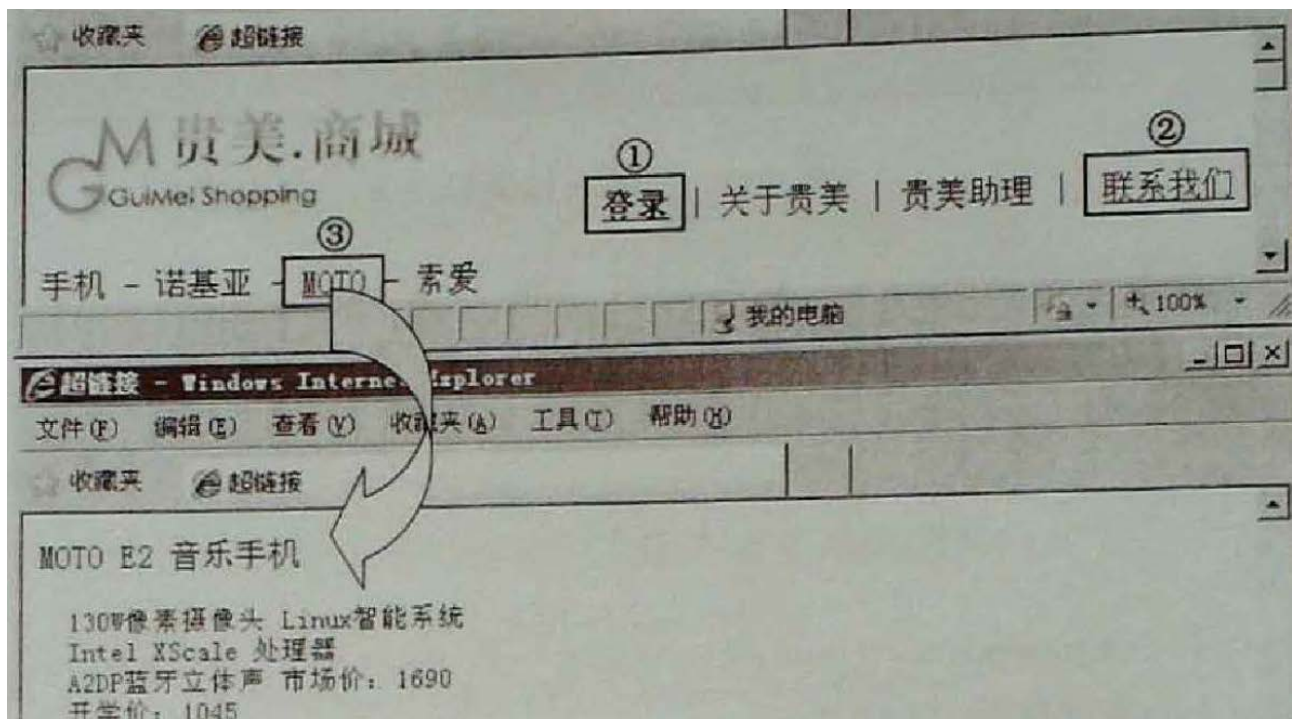 收藏夹 超链接
M 贵美.商城
GuiMei Shopping
① ②
登录 | 关于贵美 | 贵美助理 | 联系我们
③
手机 - 诺基亚 - MOTO - 索爱
我的电脑 100%
超链接 - Windows Internet Explorer
文件(F) 编辑(E) 查看(V) 收藏夹(A) 工具(T) 帮助(H)
收藏夹 超链接
MOTO E2 音乐手机
130W像素摄像头 Linux智能系统
Intel XScale 处理器
A2DP蓝牙立体声 市场价: 1690
开学价: 1045